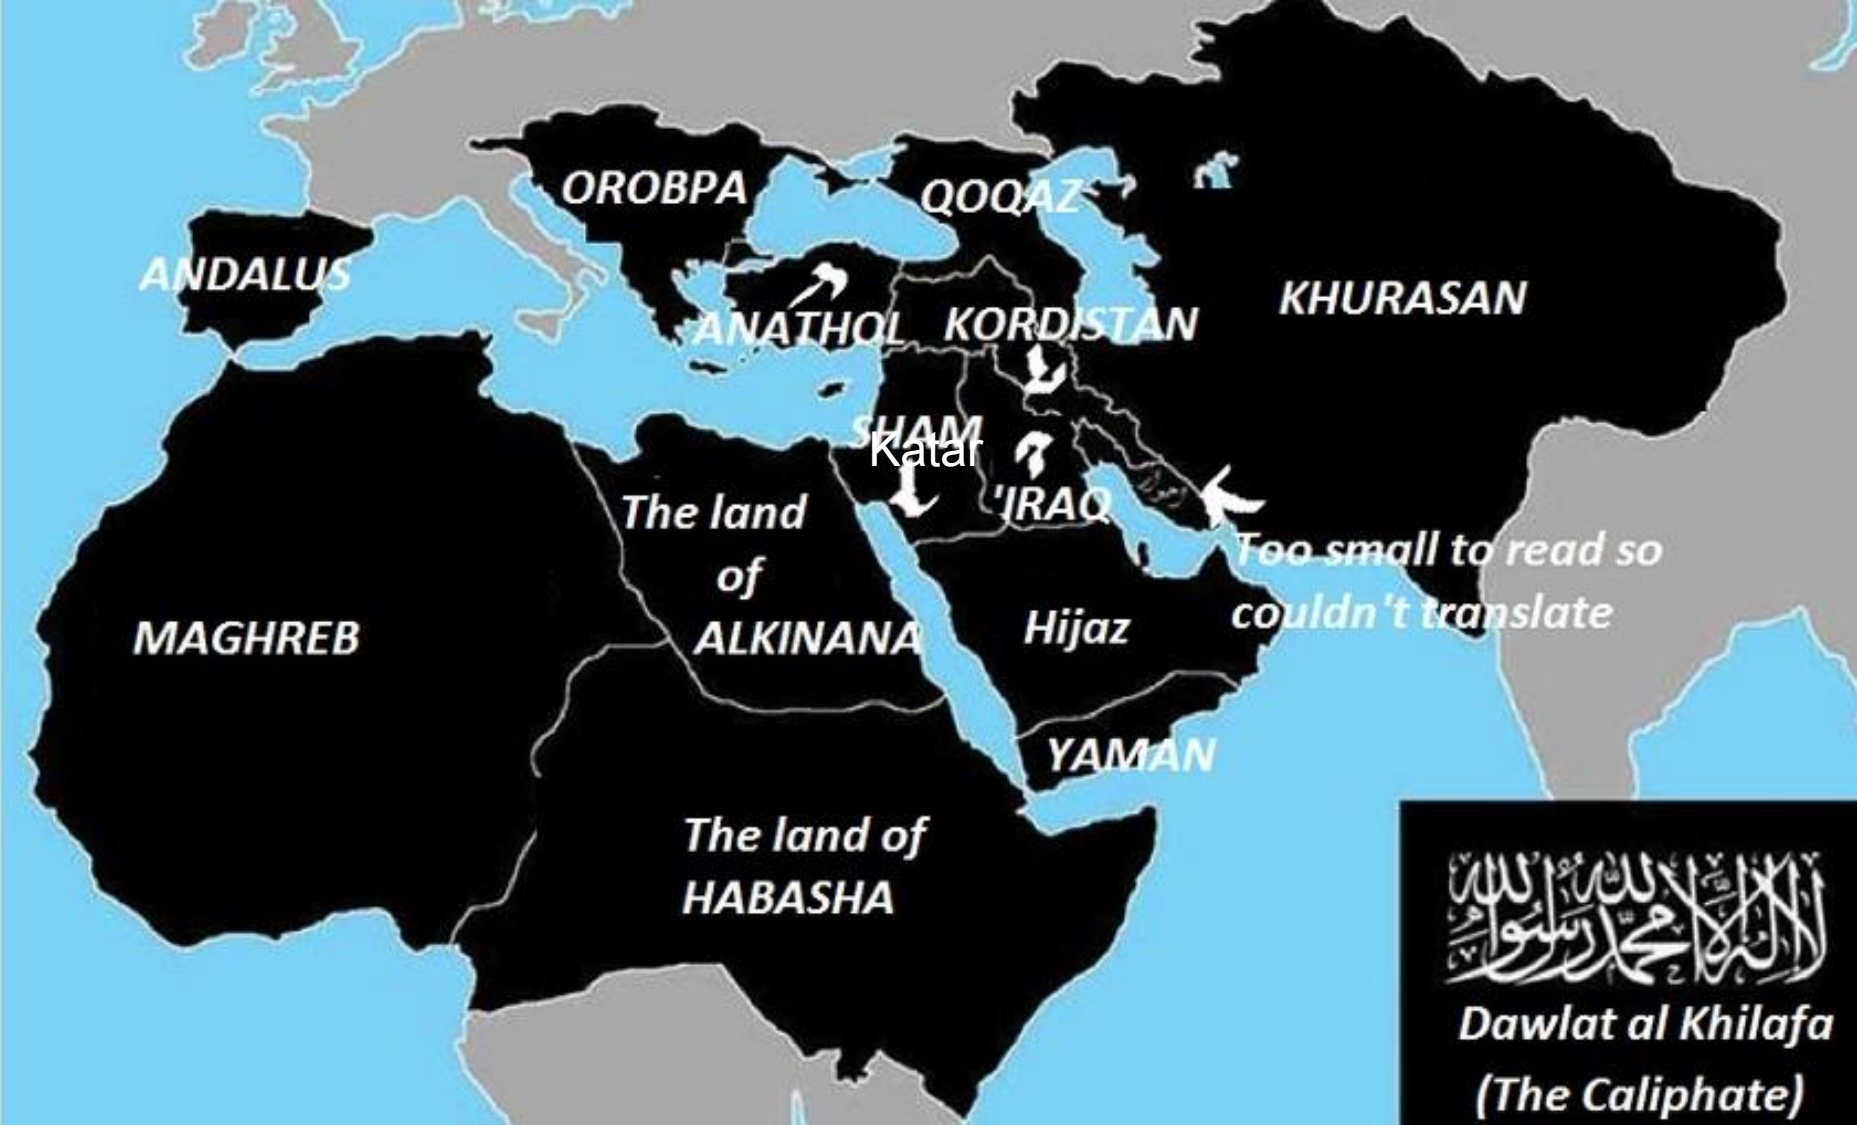 OROBPA
QOQAZ
ANDALUS
KHURASAN
ANATHOL
KORDISTAN
SHAM
Katar
'IRAQ
The land
of
ALKINANA
Too small to read so
couldn't translate
Hijaz
MAGHREB
YAMAN
The land of
HABASHA
لا إله إلا الله محمد رسول الله
Dawlat al Khilafa
(The Caliphate)